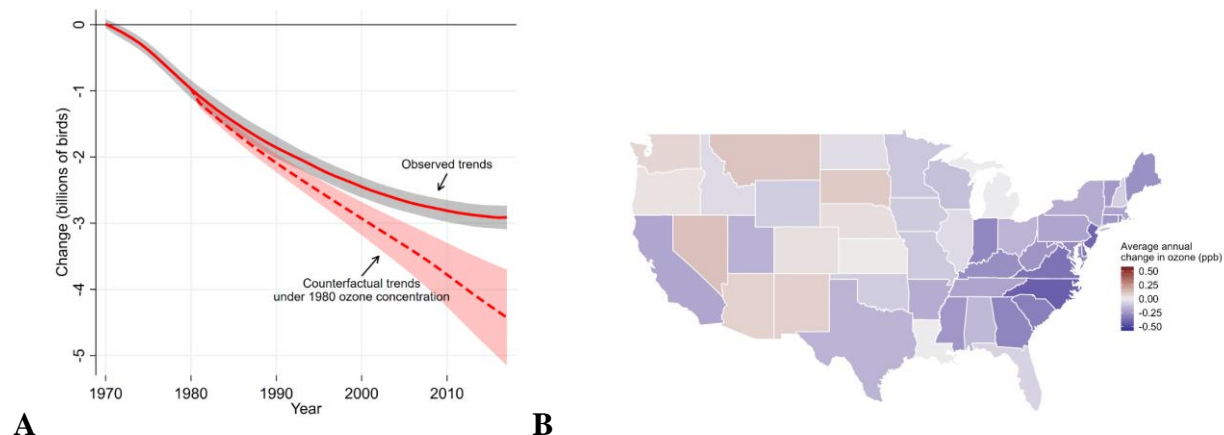 0
-1
-2
-3
-4
-5
Change (billions of birds)
Observed trends
Counterfactual trends
under 1980 ozone concentration
1970
1980
1990
2000
2010
Year
A
Average annual
change in ozone (ppb)
0.50
0.25
0.00
-0.25
-0.50
B